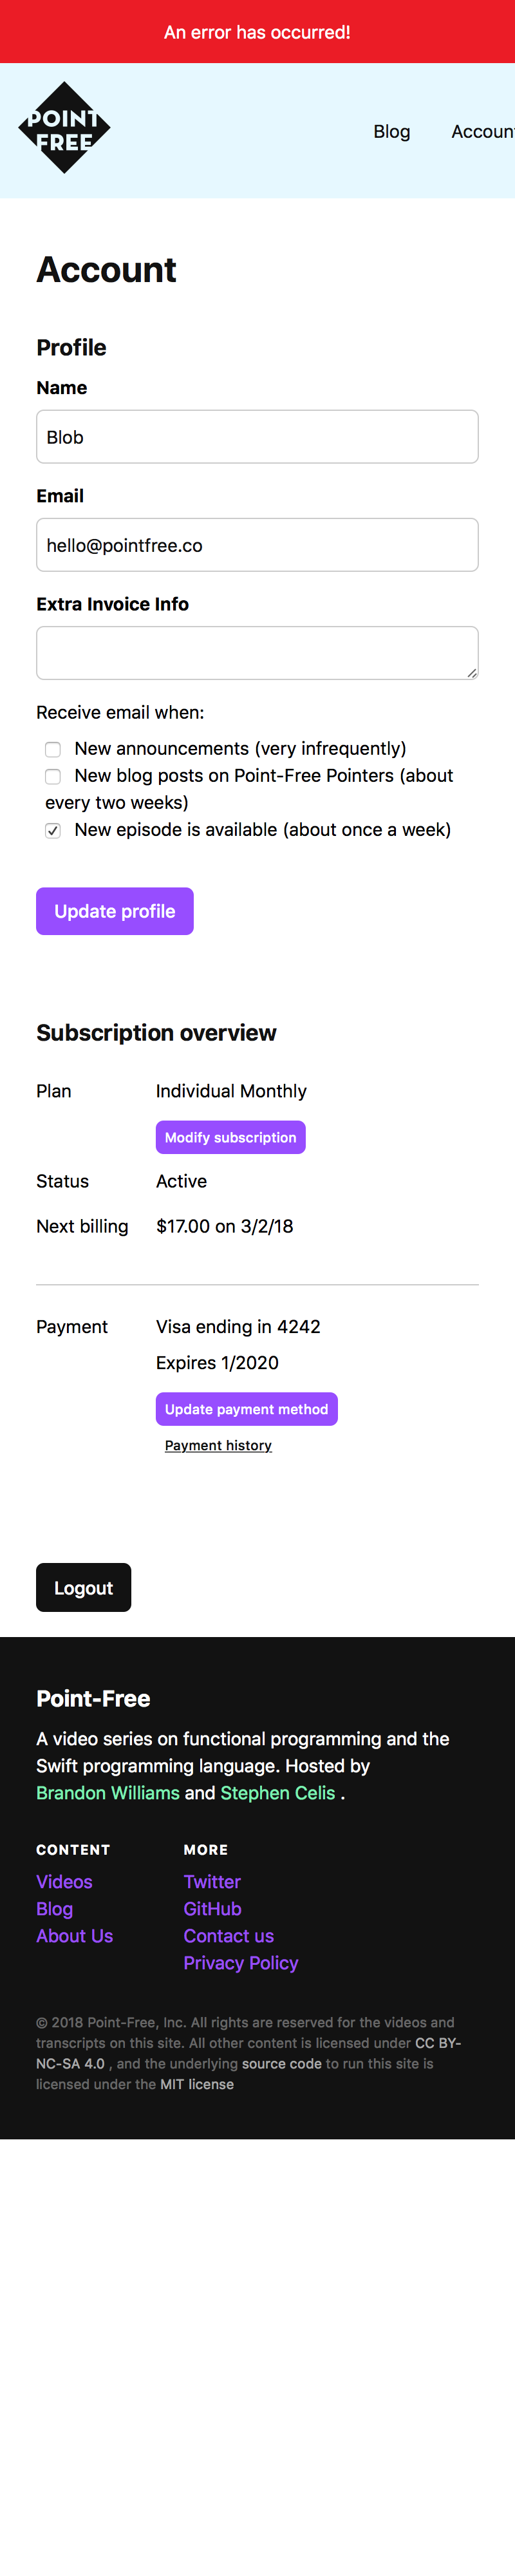 An error has occurred!
POINT
FREE
Blog Account
Account
Profile
Name
Blob
Email
hello@pointfree.co
Extra Invoice Info
Receive email when:
New announcements (very infrequently)
New blog posts on Point-Free Pointers (about
every two weeks)
New episode is available (about once a week)
Update profile
Subscription overview
Plan Individual Monthly
Modify subscription
Status Active
Next billing $17.00 on 3/2/18
Payment Visa ending in 4242
Expires 1/2020
Update payment method
Payment history
Logout
Point-Free
A video series on functional programming and the
Swift programming language. Hosted by
Brandon Williams and Stephen Celis .
CONTENT MORE
Videos Twitter
Blog GitHub
About Us Contact us
Privacy Policy
© 2018 Point-Free, Inc. All rights are reserved for the videos and
transcripts on this site. All other content is licensed under CC BY-
NC-SA 4.0 , and the underlying source code to run this site is
licensed under the MIT license